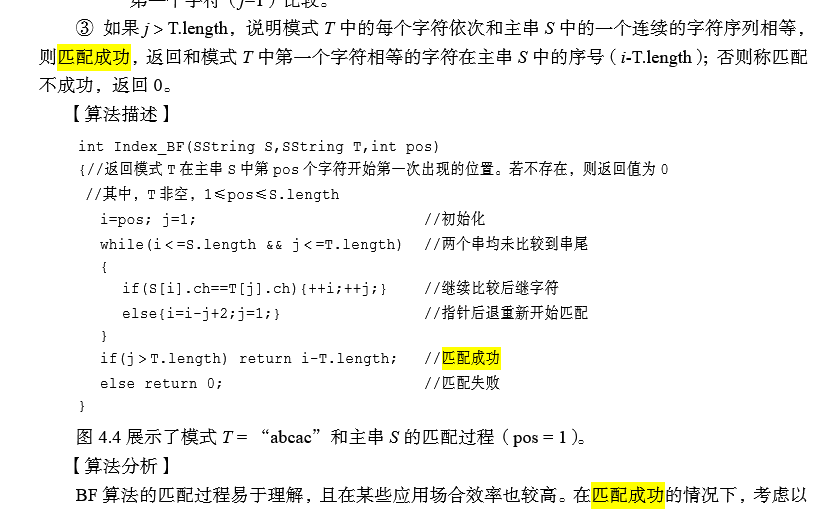 第一个字符（j=1）比较。
③ 如果 j > T.length，说明模式 T 中的每个字符依次和主串 S 中的一个连续的字符序列相等，
则匹配成功，返回和模式 T 中第一个字符相等的字符在主串 S 中的序号（i-T.length）；否则称匹配
不成功，返回 0。
【算法描述】
int Index_BF(SString S,SString T,int pos)
{//返回模式 T 在主串 S 中第 pos 个字符开始第一次出现的位置。若不存在，则返回值为 0
//其中，T 非空，1≤pos≤S.length
i=pos; j=1; //初始化
while(i<=S.length && j<=T.length) //两个串均未比较到串尾
{
if(S[i].ch==T[j].ch){++i;++j;} //继续比较后继字符
else{i=i-j+2;j=1;} //指针后退重新开始匹配
}
if(j>T.length) return i-T.length; //匹配成功
else return 0; //匹配失败
}
图 4.4 展示了模式 T = “abcac”和主串 S 的匹配过程（pos = 1）。
【算法分析】
BF 算法的匹配过程易于理解，且在某些应用场合效率也较高。在匹配成功的情况下，考虑以